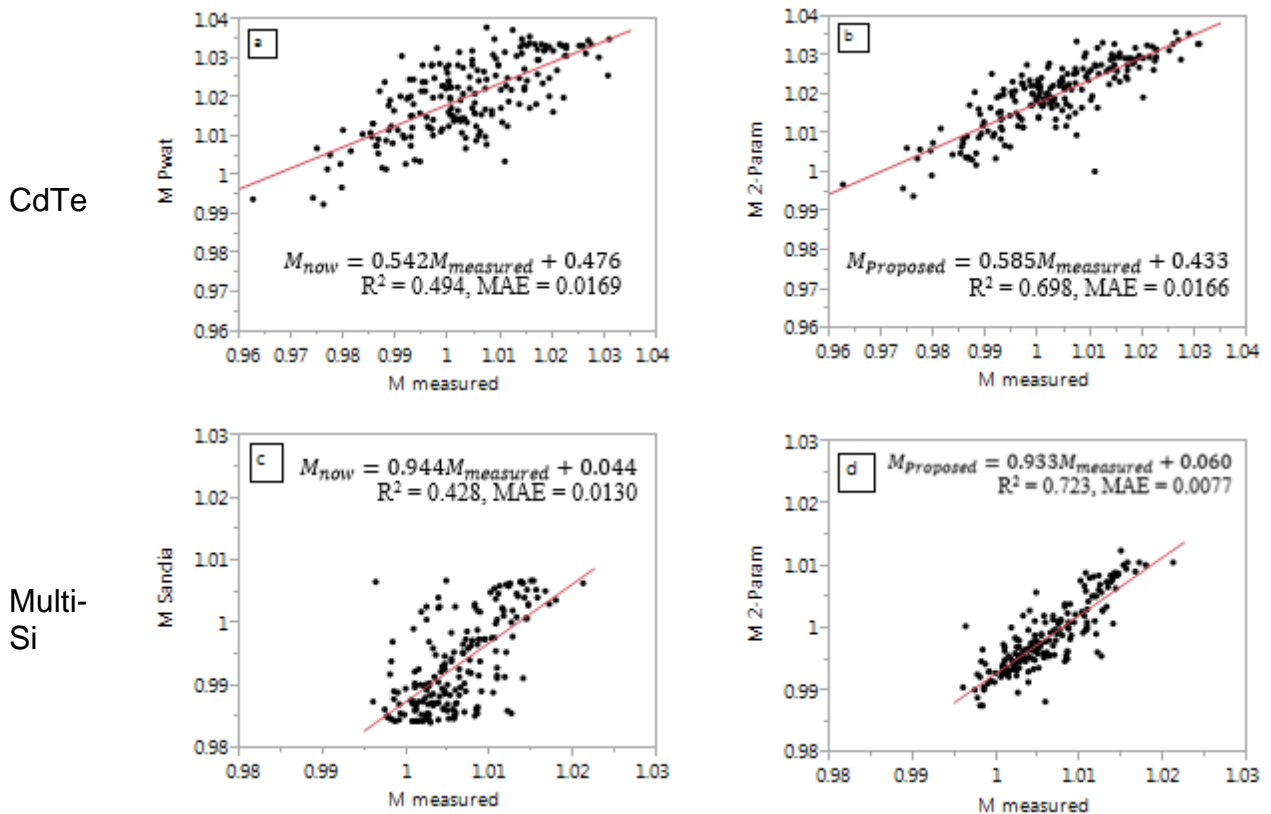 CdTe
a
1.04
1.03
1.02
1.01
1
0.99
0.98
0.97
0.96
M Pwat
M_now = 0.542M_measured + 0.476
R² = 0.494, MAE = 0.0169
0.96 0.97 0.98 0.99 1 1.01 1.02 1.03 1.04
M measured
b
1.04
1.03
1.02
1.01
1
0.99
0.98
0.97
0.96
M 2-Param
M_Proposed = 0.585M_measured + 0.433
R² = 0.698, MAE = 0.0166
0.96 0.97 0.98 0.99 1 1.01 1.02 1.03 1.04
M measured
Multi-
Si
c
1.03
1.02
1.01
1
0.99
0.98
M Sandia
M_now = 0.944M_measured + 0.044
R² = 0.428, MAE = 0.0130
0.98 0.99 1 1.01 1.02 1.03
M measured
d
1.03
1.02
1.01
1
0.99
0.98
M 2-Param
M_Proposed = 0.933M_measured + 0.060
R² = 0.723, MAE = 0.0077
0.98 0.99 1 1.01 1.02 1.03
M measured